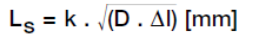 Lₛ = k . √(D . Δl) [mm]